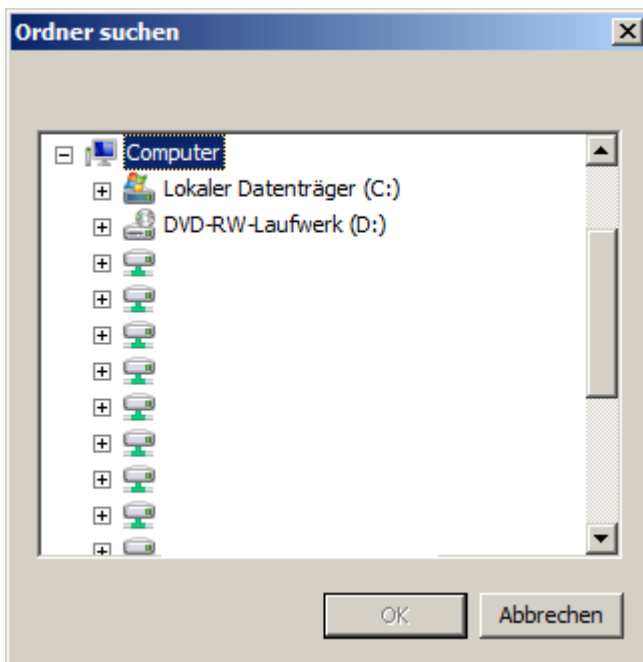 Ordner suchen
Computer
Lokaler Datenträger (C:)
DVD-RW-Laufwerk (D:)
OK
Abbrechen